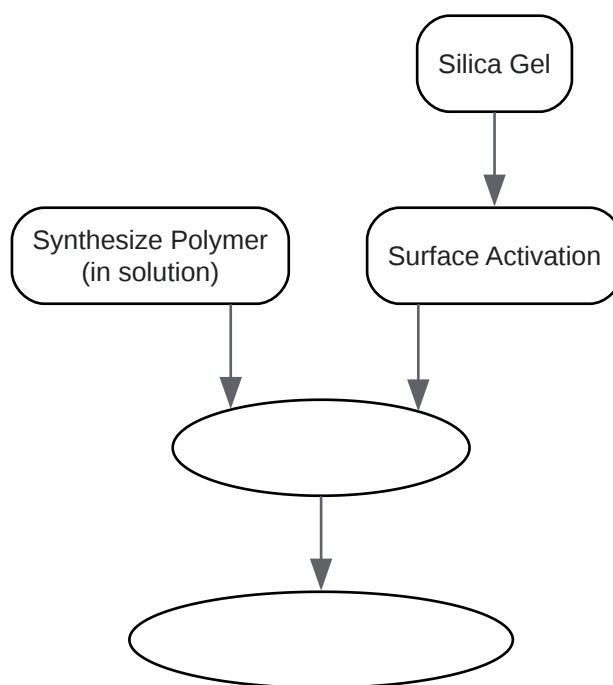 Silica Gel
Synthesize Polymer
(in solution)
Surface Activation